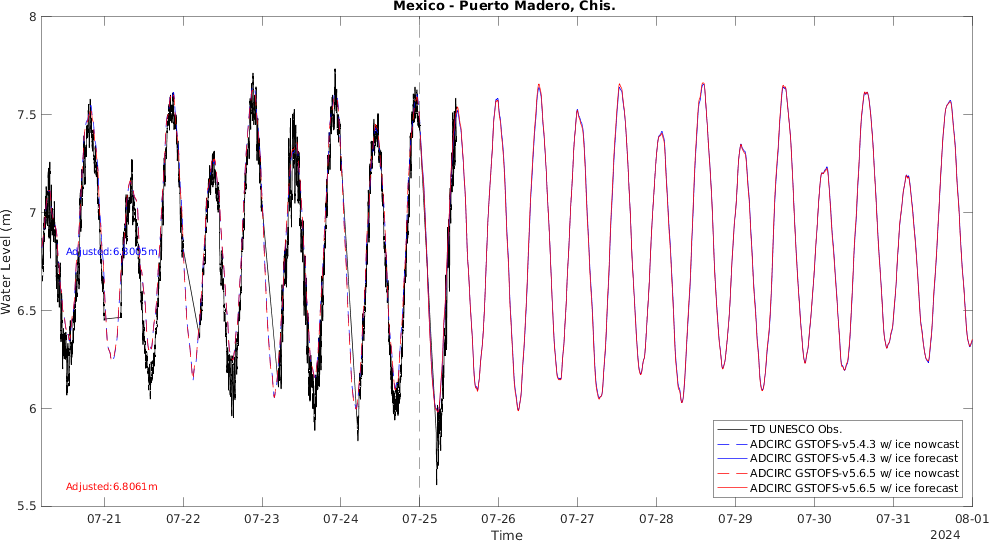 Mexico - Puerto Madero, Chis.
8
7.5
7
6.5
6
5.5
Water Level (m)
Adjusted:6.8005m
Adjusted:6.8061m
TD UNESCO Obs.
ADCIRC GSTOFS-v5.4.3 w/ ice nowcast
ADCIRC GSTOFS-v5.4.3 w/ ice forecast
ADCIRC GSTOFS-v5.6.5 w/ ice nowcast
ADCIRC GSTOFS-v5.6.5 w/ ice forecast
07-21 07-22 07-23 07-24 07-25 07-26 07-27 07-28 07-29 07-30 07-31 08-01
Time
2024